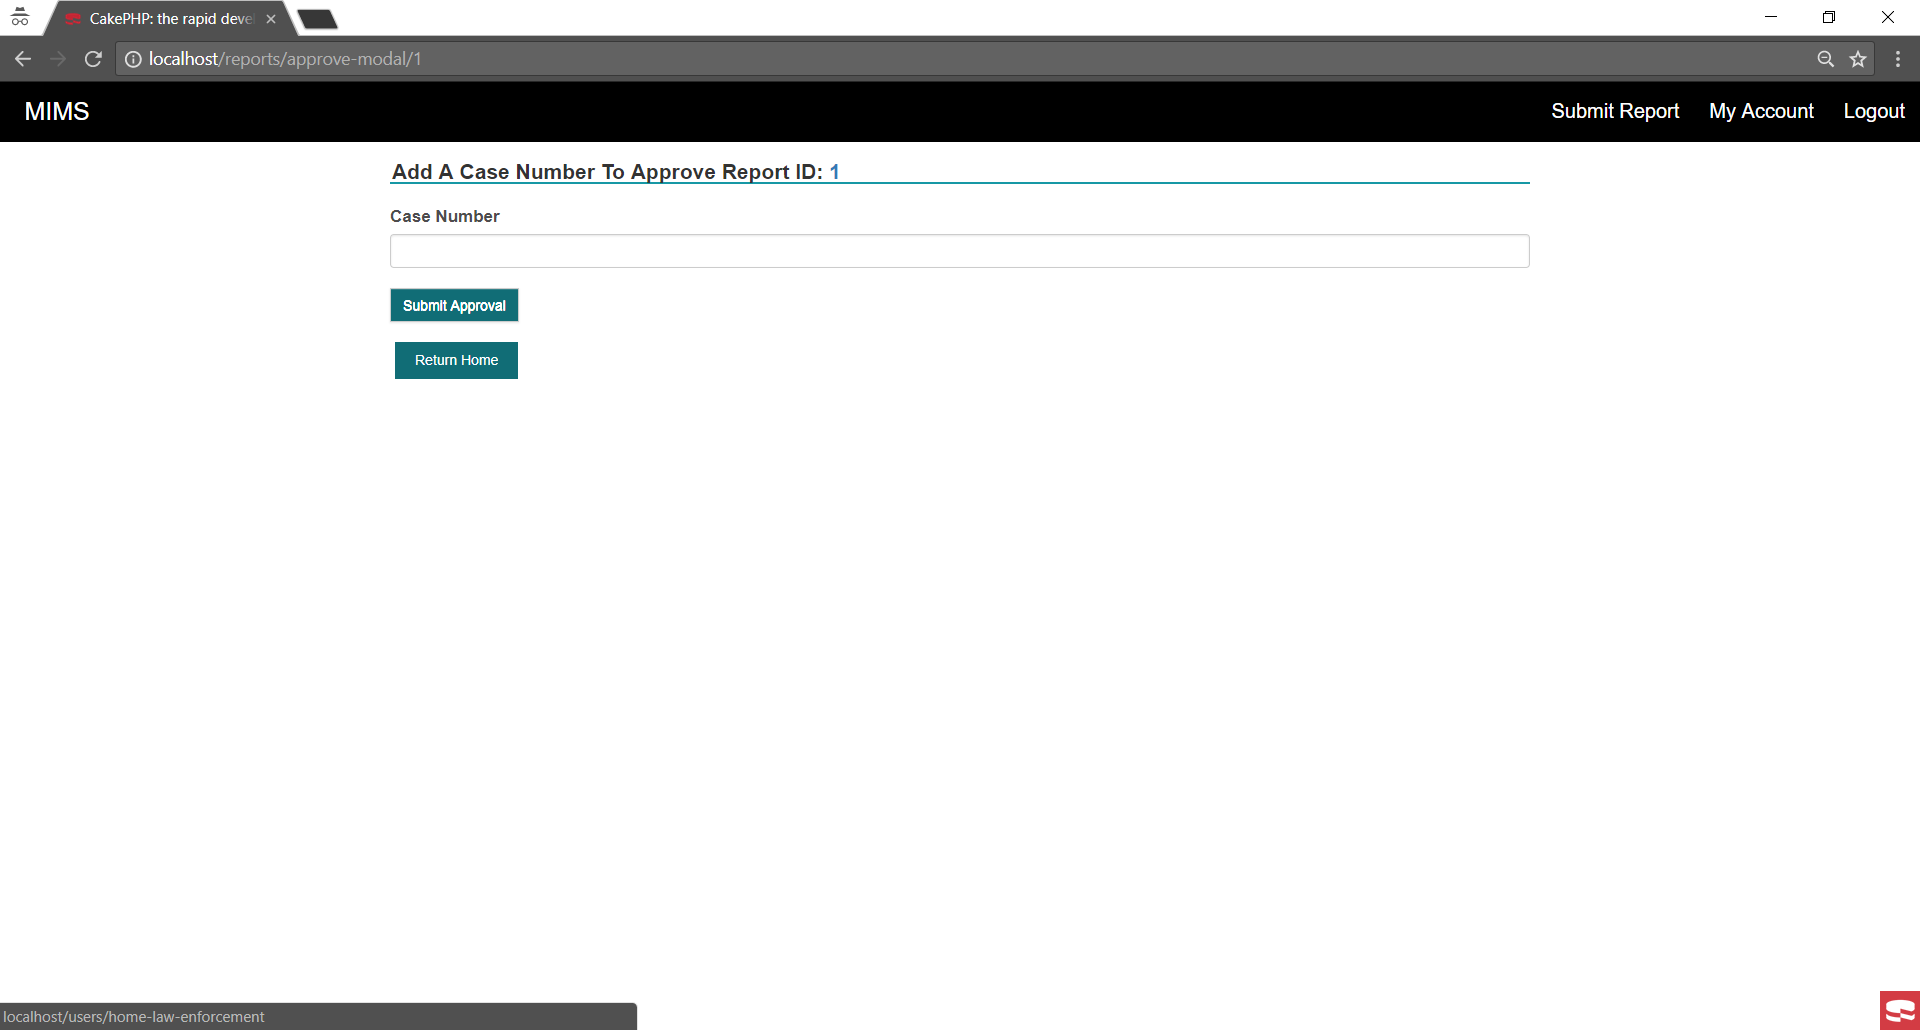 CakePHP: the rapid deve
localhost/reports/approve-modal/1
MIMS
Submit Report
My Account
Logout
Add A Case Number To Approve Report ID: 1
Case Number
Submit Approval
Return Home
localhost/users/home-law-enforcement